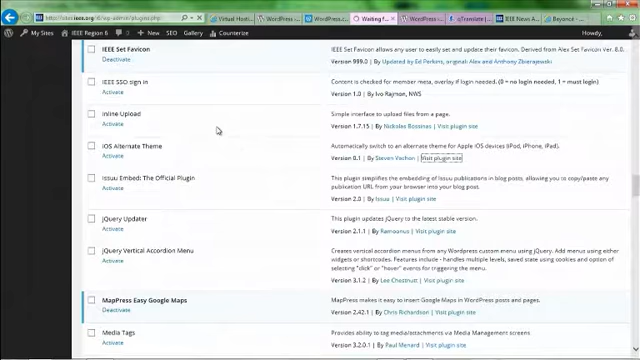 Virtual Hosti
WordPress
WordPress
Waiting f
WordPress
qTranslate |
IEEE News A
Beyoncé -
My Sites
IEEE Region 6
New
SEO
Gallery
Counterize
IEEE Set Favicon
Deactivate
IEEE Set Favicon allows any user to easily set and update their favicon. Derived from Alex Set Favicon Ver. 8.0.
Version 999.0 | By Updated by Ed Perkins, orignali Alex and Anthony Zkierajewski
IEEE SSO sign in
Activate
Content is checked for member meta, overlay if login needed. (0 = no login needed, 1 = must login)
Version 1.0 | By Ivo Rajmon, NWS
Inline Upload
Activate
Simple interface to upload files from a page.
Version 1.7.15 | By Nickolas Bossinas | Visit plugin site
IOS Alternate Theme
Activate
Automatically switch to an alternate theme for Apple iOS devices (iPod, iPhone, iPad).
Version 0.1 | By Steven Vachon | Visit plugin site
Issuu Embed: The Official Plugin
Activate
This plugin simplifies the embedding of Issuu publications in blog posts, allowing you to copy/paste any
publication URL from your browser into your blog post.
Version 2.0 | By Issuu | Visit plugin site
jQuery Updater
Activate
This plugin updates jQuery to the latest stable version.
Version 2.1.1 | By Ramoonus | Visit plugin site
jQuery Vertical Accordion Menu
Activate
Creates vertical accordion menus from any Wordpress custom menu using jQuery. Add menus using either
widgets or shortcodes. Features include - handles multiple levels, saved state using cookies and option of
selecting "click" or "hover" events for triggering the menu.
Version 3.1.2 | By Lee Chestnutt | Visit plugin site
MapPress Easy Google Maps
Deactivate
MapPress makes it easy to insert Google Maps in WordPress posts and pages.
Version 2.42.1 | By Chris Richardson | Visit plugin site
Media Tags
Activate
Provides ability to tag media/attachments via Media Management screens
Version 3.2.0.1 | By Paul Menard | Visit plugin site